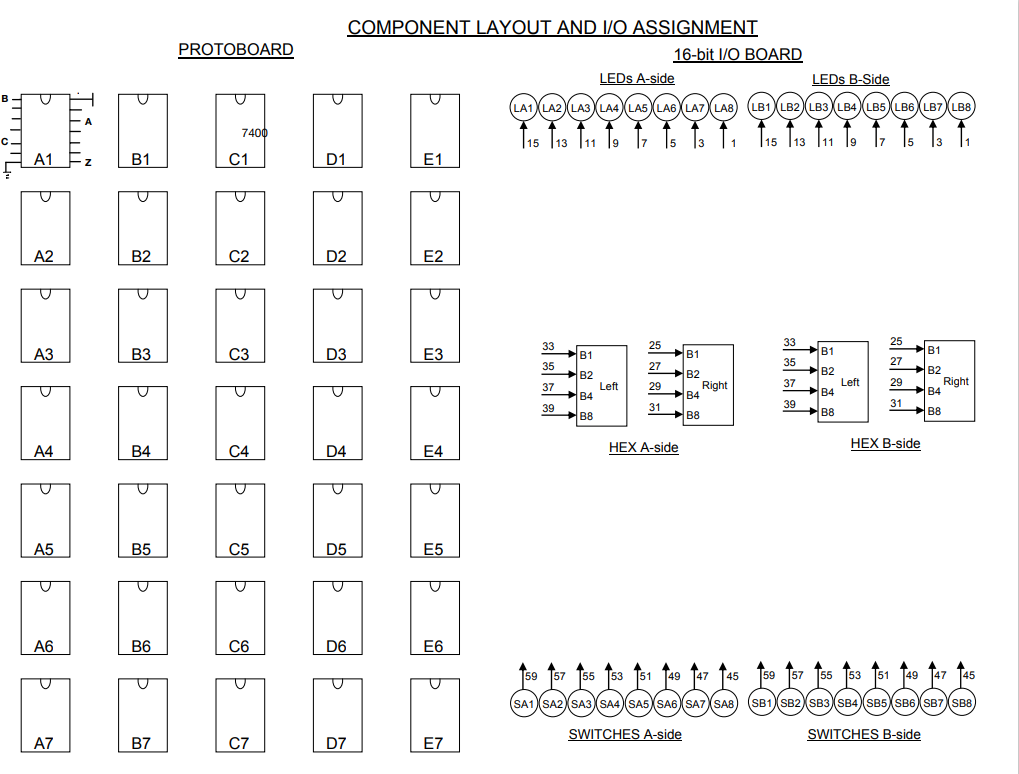 COMPONENT LAYOUT AND I/O ASSIGNMENT
PROTOBOARD
16-bit I/O BOARD
LEDs A-side
LEDs B-Side
LA1 LA2 LA3 LA4 LA5 LA6 LA7 LA8
LB1 LB2 LB3 LB4 LB5 LB6 LB7 LB8
15 13 11 9 7 5 3 1
15 13 11 9 7 5 3 1
B
A
C
Z
7400
A1 B1 C1 D1 E1
A2 B2 C2 D2 E2
A3 B3 C3 D3 E3
A4 B4 C4 D4 E4
A5 B5 C5 D5 E5
A6 B6 C6 D6 E6
A7 B7 C7 D7 E7
33 B1
35 B2
Left
37 B4
39 B8
25 B1
27 B2
Right
29 B4
31 B8
HEX A-side
33 B1
35 B2
Left
37 B4
39 B8
25 B1
27 B2
Right
29 B4
31 B8
HEX B-side
59 57 55 53 51 49 47 45
SA1 SA2 SA3 SA4 SA5 SA6 SA7 SA8
SWITCHES A-side
59 57 55 53 51 49 47 45
SB1 SB2 SB3 SB4 SB5 SB6 SB7 SB8
SWITCHES B-side